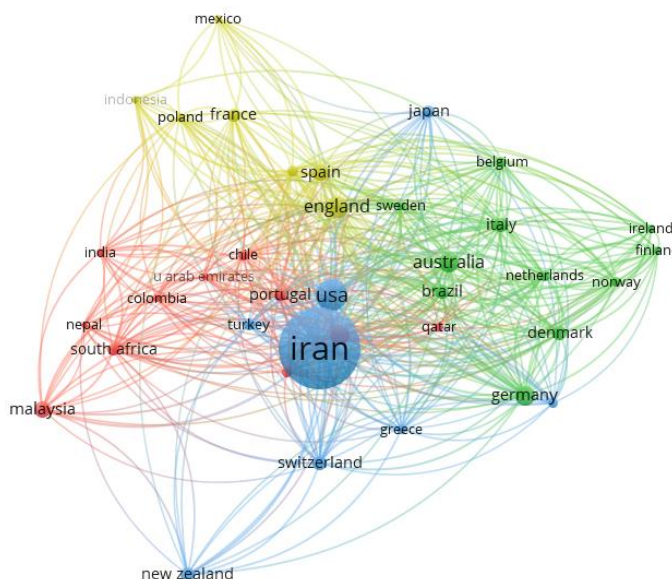 mexico
indonesia
poland
france
japan
belgium
spain
england
sweden
italy
ireland
finlan
india
chile
u arab emirates
australia
netherlands
norway
colombia
portugal
usa
brazil
nepal
turkey
qatar
denmark
south africa
iran
malaysia
germany
greece
switzerland
new zealand